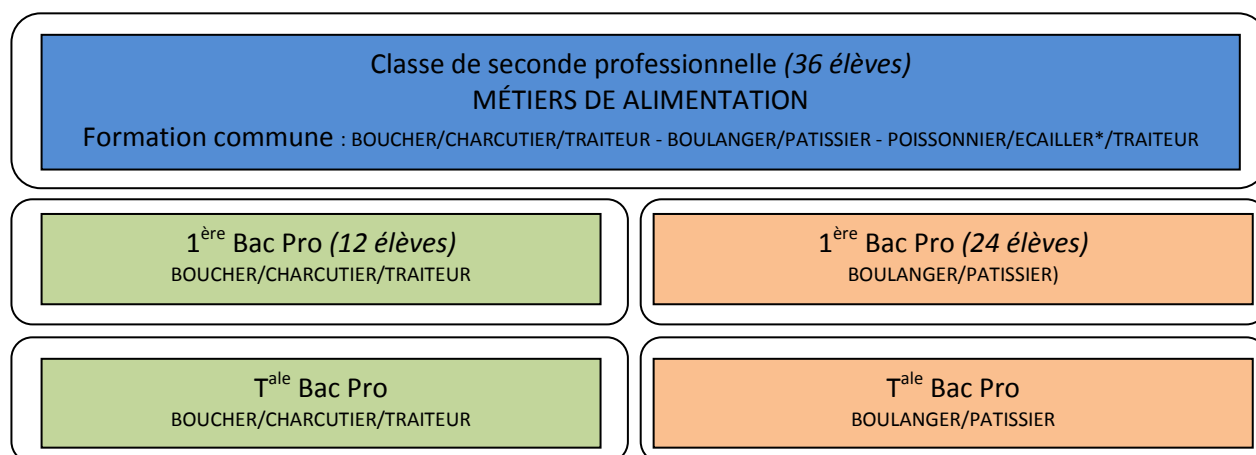 Classe de seconde professionnelle (36 élèves)
MÉTIERS DE ALIMENTATION
Formation commune : BOUCHER/CHARCUTIER/TRAITEUR - BOULANGER/PATISSIER - POISSONNIER/ECAILLER*/TRAITEUR
1ère Bac Pro (12 élèves)
BOUCHER/CHARCUTIER/TRAITEUR
1ère Bac Pro (24 élèves)
BOULANGER/PATISSIER)
Tale Bac Pro
BOUCHER/CHARCUTIER/TRAITEUR
Tale Bac Pro
BOULANGER/PATISSIER